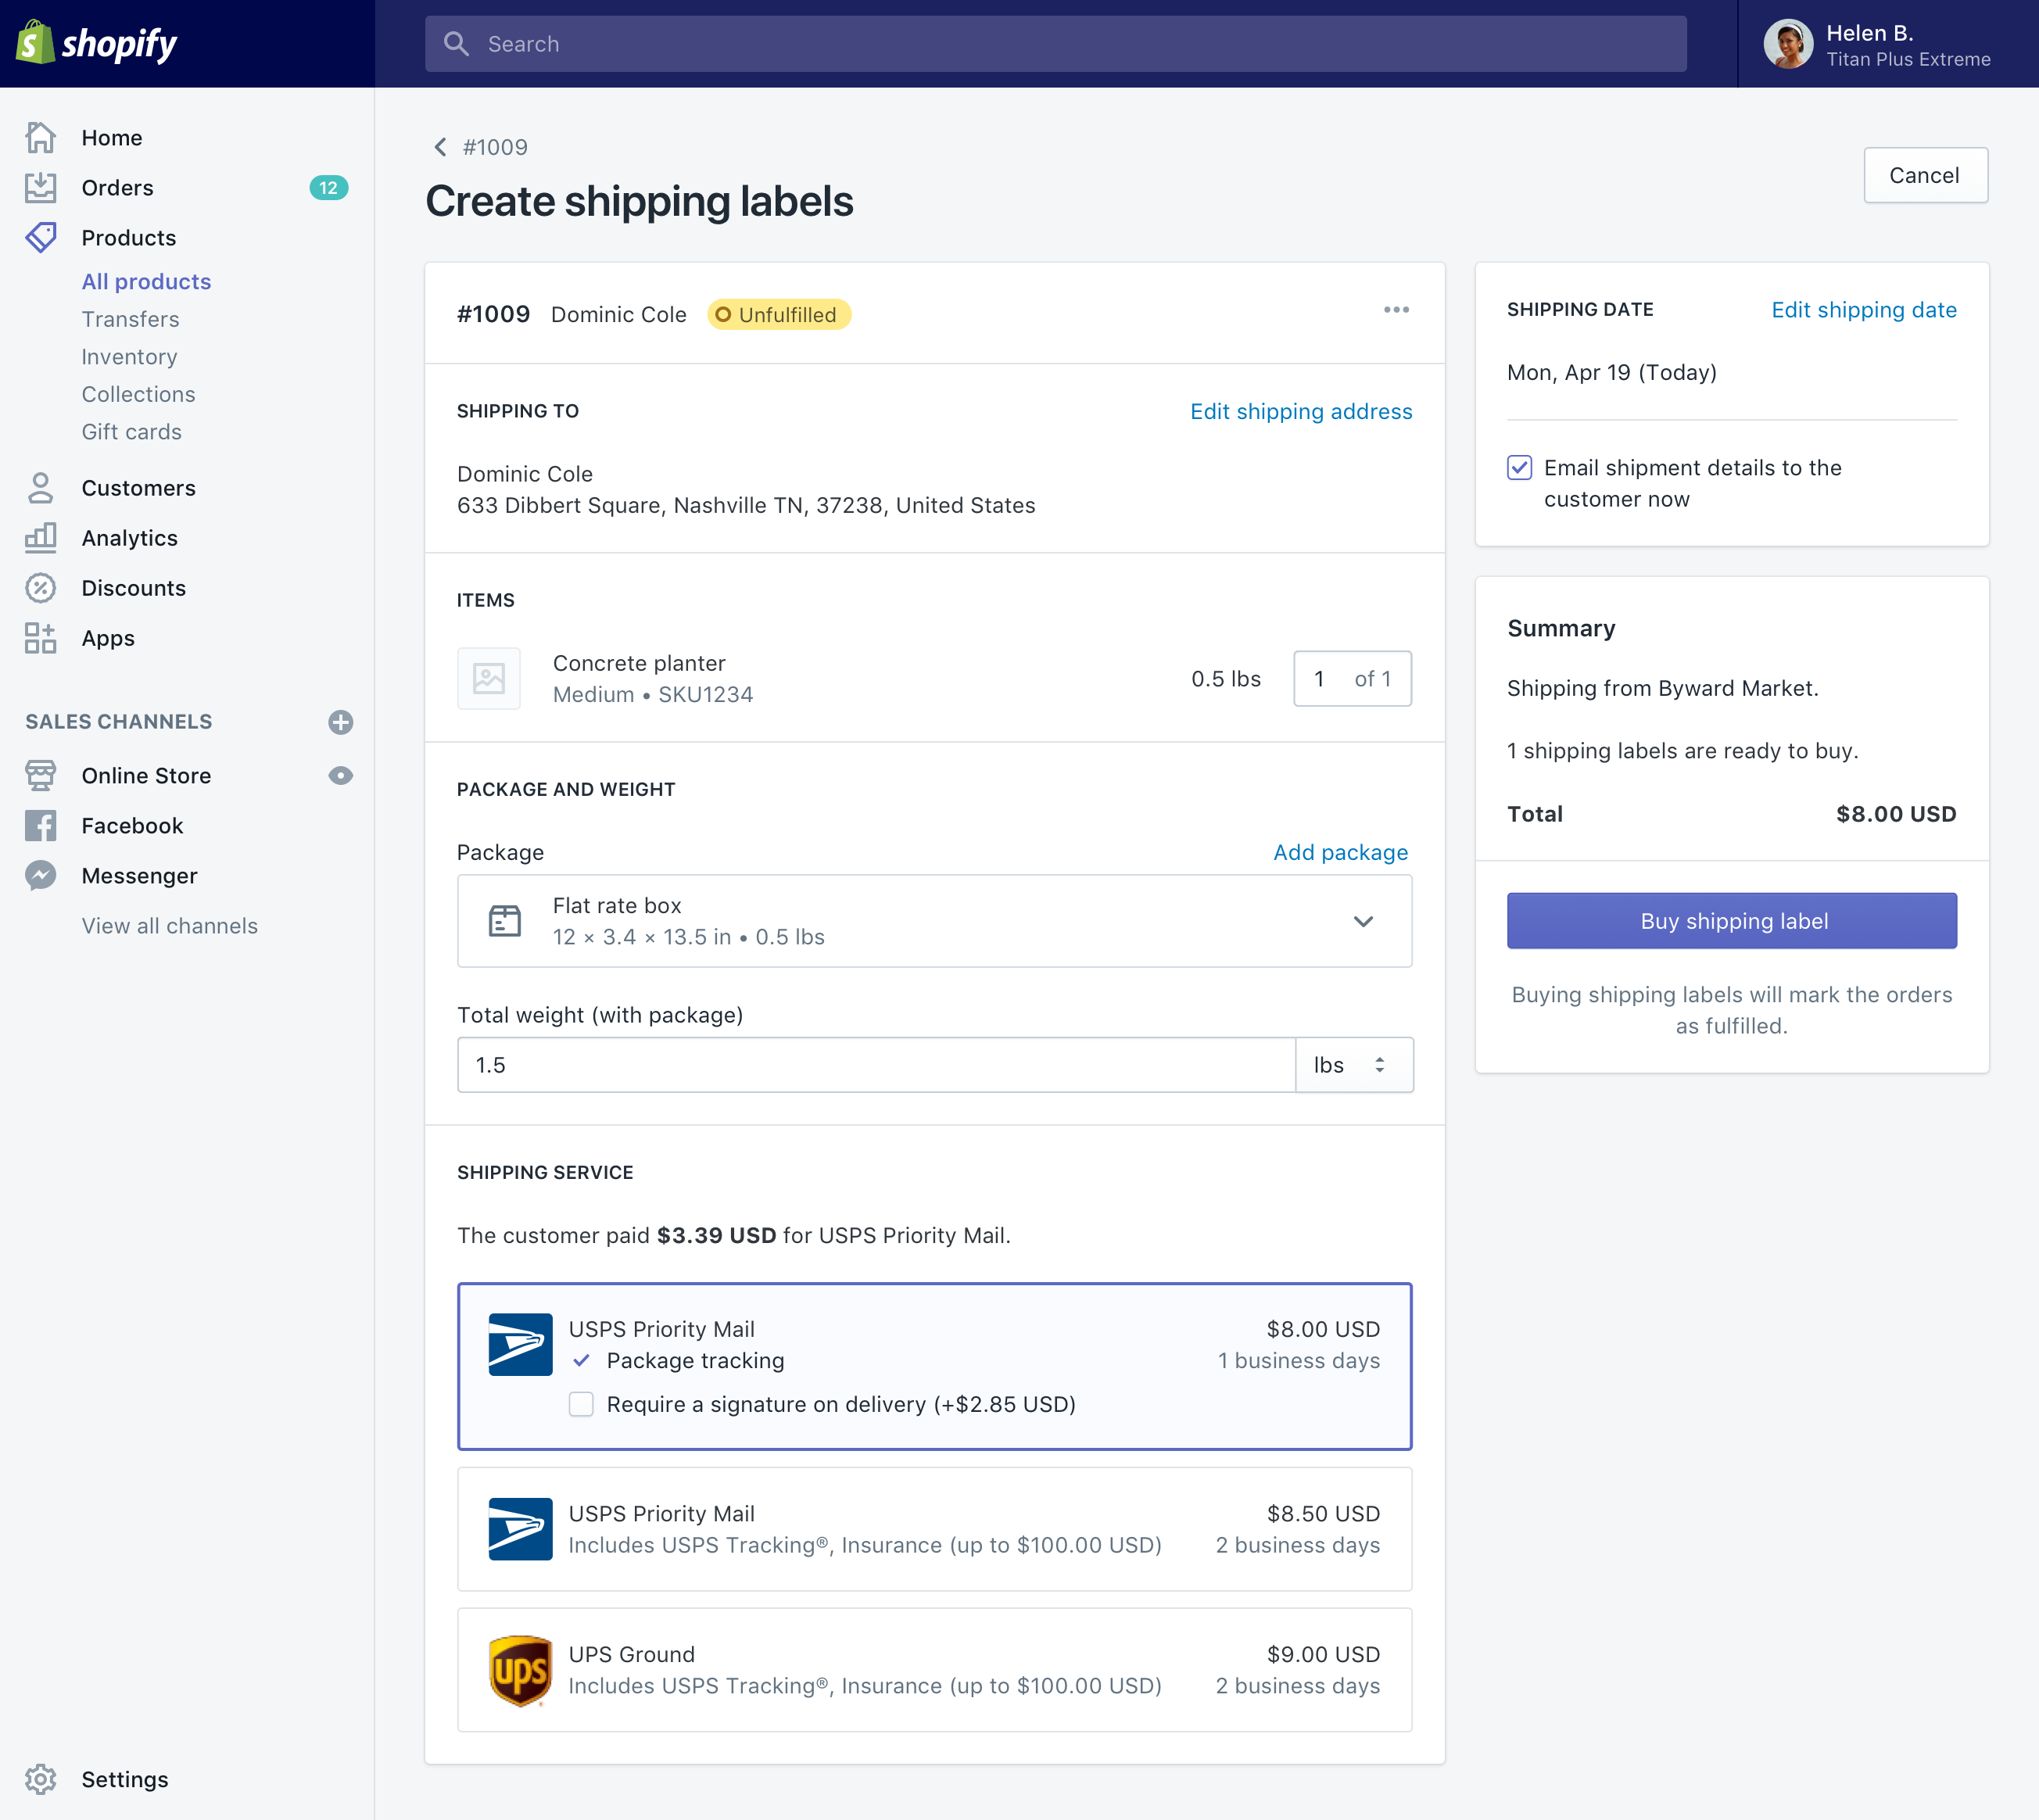 shopify
Search
Helen B.
Titan Plus Extreme
Home
Orders 12
Products
All products
Transfers
Inventory
Collections
Gift cards
Customers
Analytics
Discounts
Apps
SALES CHANNELS
Online Store
Facebook
Messenger
View all channels
Settings
#1009
Create shipping labels
Cancel
#1009 Dominic Cole Unfulfilled
SHIPPING TO Edit shipping address
Dominic Cole
633 Dibbert Square, Nashville TN, 37238, United States
ITEMS
Concrete planter
Medium • SKU1234
0.5 lbs 1 of 1
PACKAGE AND WEIGHT
Package Add package
Flat rate box
12 × 3.4 × 13.5 in • 0.5 lbs
Total weight (with package)
1.5 lbs
SHIPPING SERVICE
The customer paid $3.39 USD for USPS Priority Mail.
USPS Priority Mail $8.00 USD
Package tracking 1 business days
Require a signature on delivery (+$2.85 USD)
USPS Priority Mail $8.50 USD
Includes USPS Tracking®, Insurance (up to $100.00 USD) 2 business days
ups
UPS Ground $9.00 USD
Includes USPS Tracking®, Insurance (up to $100.00 USD) 2 business days
SHIPPING DATE Edit shipping date
Mon, Apr 19 (Today)
Email shipment details to the
customer now
Summary
Shipping from Byward Market.
1 shipping labels are ready to buy.
Total $8.00 USD
Buy shipping label
Buying shipping labels will mark the orders
as fulfilled.